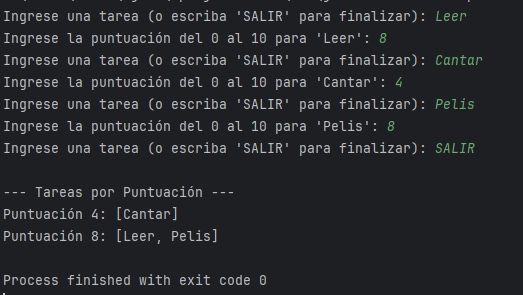 Ingrese una tarea (o escriba 'SALIR' para finalizar): Leer
Ingrese la puntuación del 0 al 10 para 'Leer': 8
Ingrese una tarea (o escriba 'SALIR' para finalizar): Cantar
Ingrese la puntuación del 0 al 10 para 'Cantar': 4
Ingrese una tarea (o escriba 'SALIR' para finalizar): Pelis
Ingrese la puntuación del 0 al 10 para 'Pelis': 8
Ingrese una tarea (o escriba 'SALIR' para finalizar): SALIR

--- Tareas por Puntuación ---
Puntuación 4: [Cantar]
Puntuación 8: [Leer, Pelis]

Process finished with exit code 0